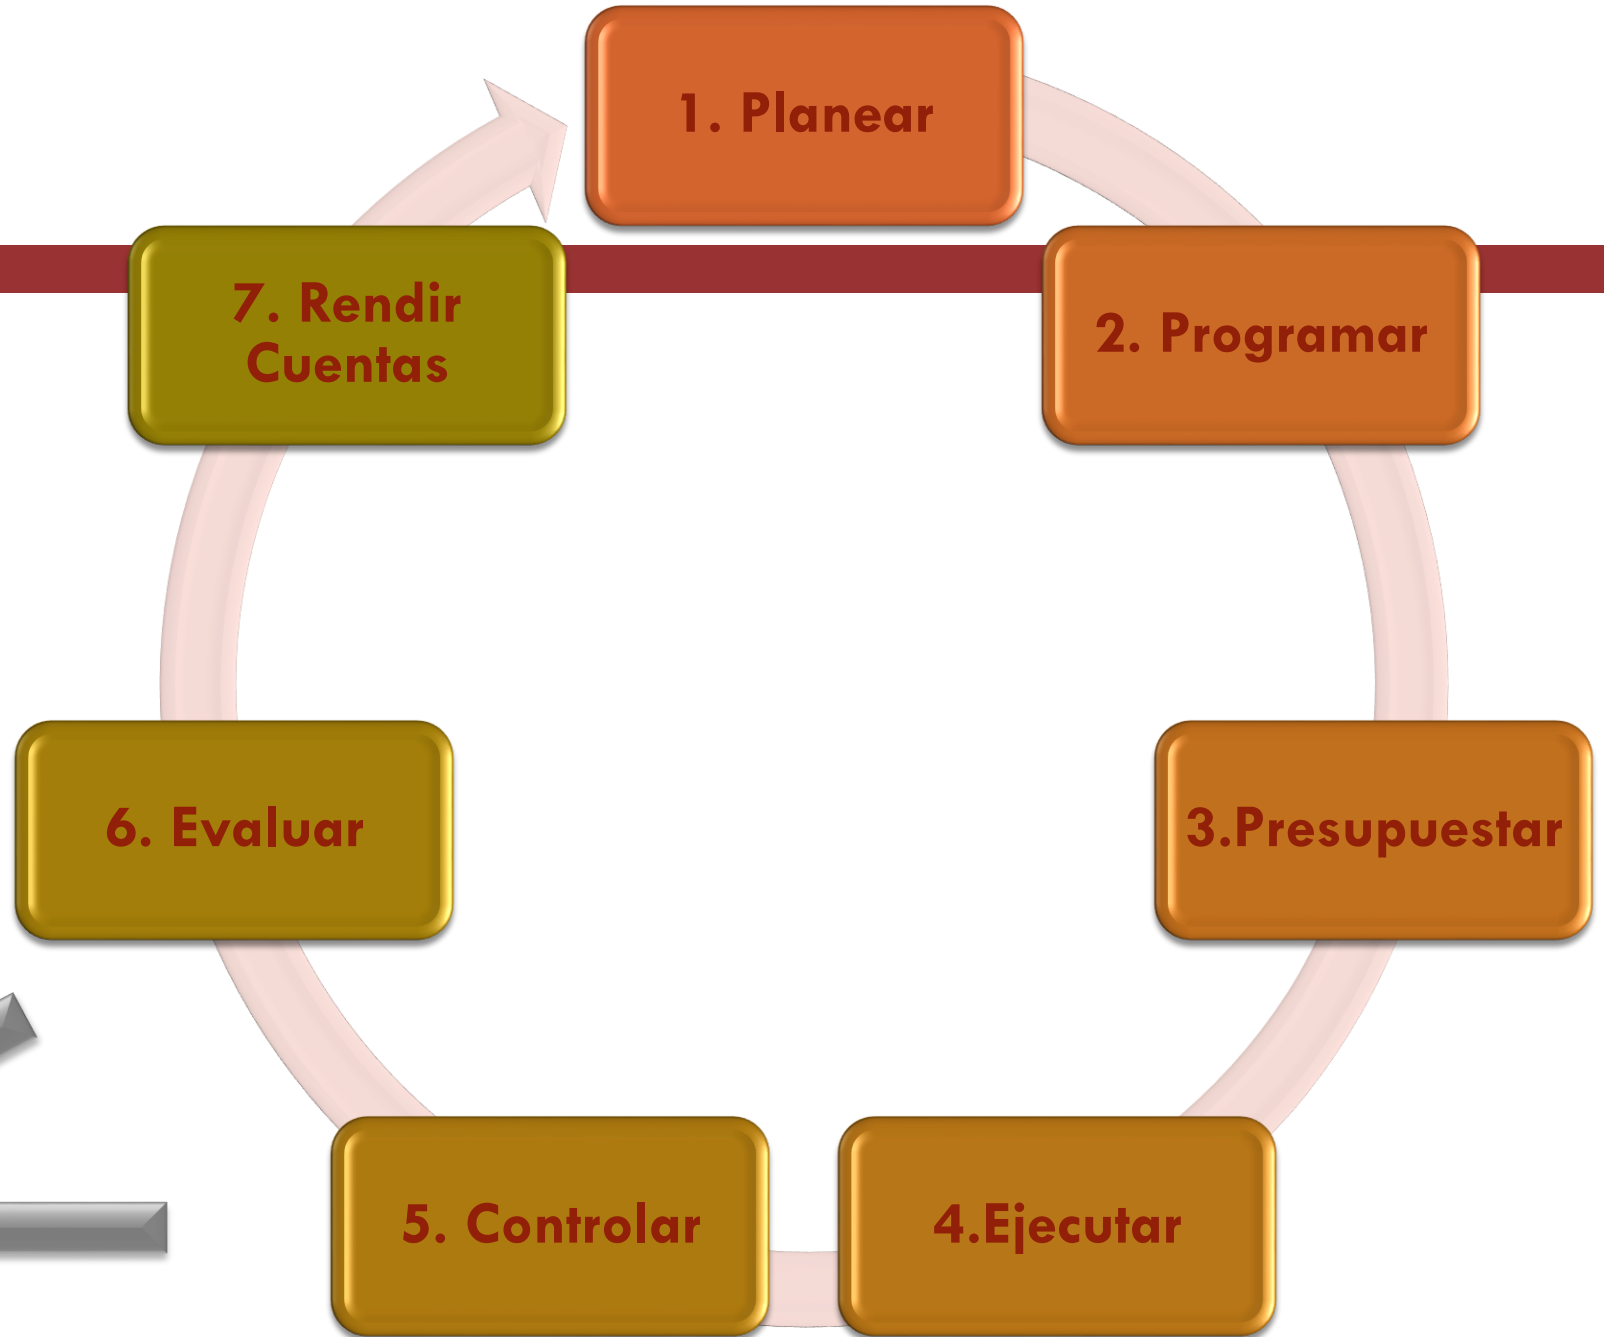 1. Planear
2. Programar
3.Presupuestar
4.Ejecutar
5. Controlar
6. Evaluar
7. Rendir
Cuentas